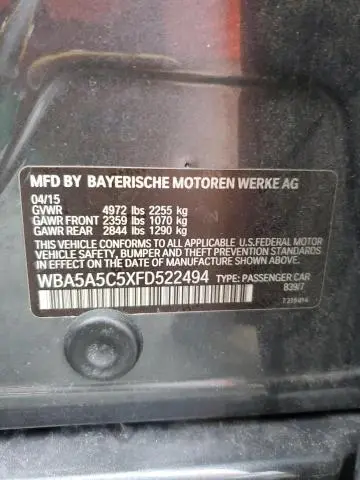 MFD BY BAYERISCHE MOTOREN WERKE AG
04/15
GVWR 4972 lbs 2255 kg
GAWR FRONT 2359 lbs 1070 kg
GAWR REAR 2844 lbs 1290 kg
THIS VEHICLE CONFORMS TO ALL APPLICABLE U.S.FEDERAL MOTOR
VEHICLE SAFETY, BUMPER AND THEFT PREVENTION STANDARDS
IN EFFECT ON THE DATE OF MANUFACTURE SHOWN ABOVE.
WBA5A5C5XFD522494 TYPE: PASSENGER CAR
B39/7